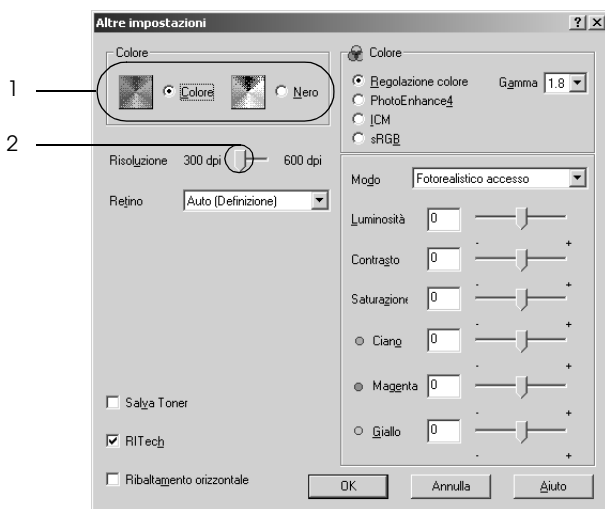 Altre impostazioni
1
Colore
Colore
Nero
2
Risoluzione 300 dpi 600 dpi
Retino Auto (Definizione)
Salva Toner
RITech
Ribaltamento orizzontale
Colore
Regolazione colore Gamma 1.8
PhotoEnhance4
ICM
sRGB
Modo Fotorealistico accesso
Luminosità 0
- +
Contrasto 0
- +
Saturazione 0
- +
Ciano 0
- +
Magenta 0
- +
Giallo 0
- +
OK Annulla Aiuto